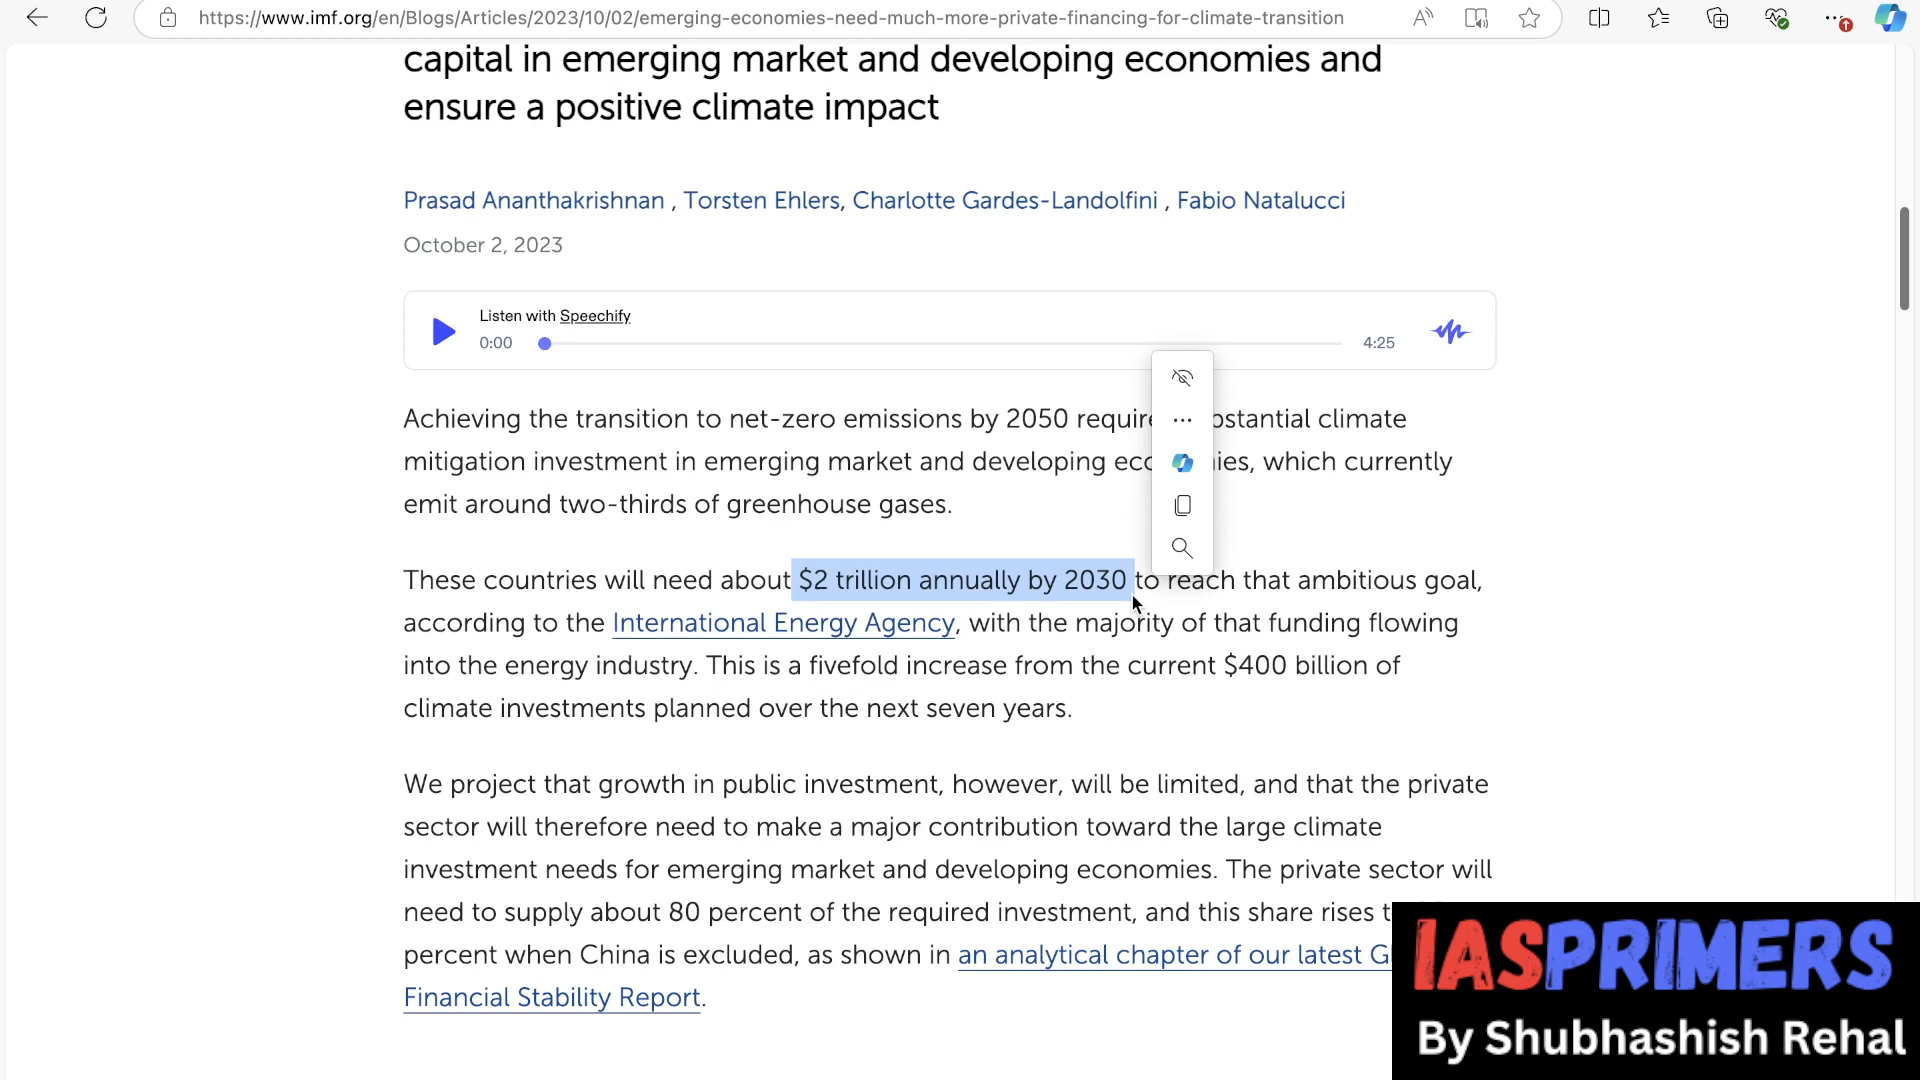 https://www.imf.org/en/Blogs/Articles/2023/10/02/emerging-economies-need-much-more-private-financing-for-climate-transition
capital in emerging market and developing economies and
ensure a positive climate impact
Prasad Ananthakrishnan , Torsten Ehlers, Charlotte Gardes-Landolfini , Fabio Natalucci
October 2, 2023
Listen with Speechify
0:00 4:25
Achieving the transition to net-zero emissions by 2050 climate
mitigation investment in emerging market and developing which currently
emit around two-thirds of greenhouse gases.
These countries will need about $2 trillion annually by 2030 to reach that ambitious goal,
according to the International Energy Agency, with the majority of that funding flowing
into the energy industry. This is a fivefold increase from the current $400 billion of
climate investments planned over the next seven years.
We project that growth in public investment, however, will be limited, and that the private
sector will therefore need to make a major contribution toward the large climate
investment needs for emerging market and developing economies. The private sector will
need to supply about 80 percent of the required investment, and this share rises
percent when China is excluded, as shown in an analytical chapter of our latest
Financial Stability Report.
IASPRIMERS
By Shubhashish Rehal